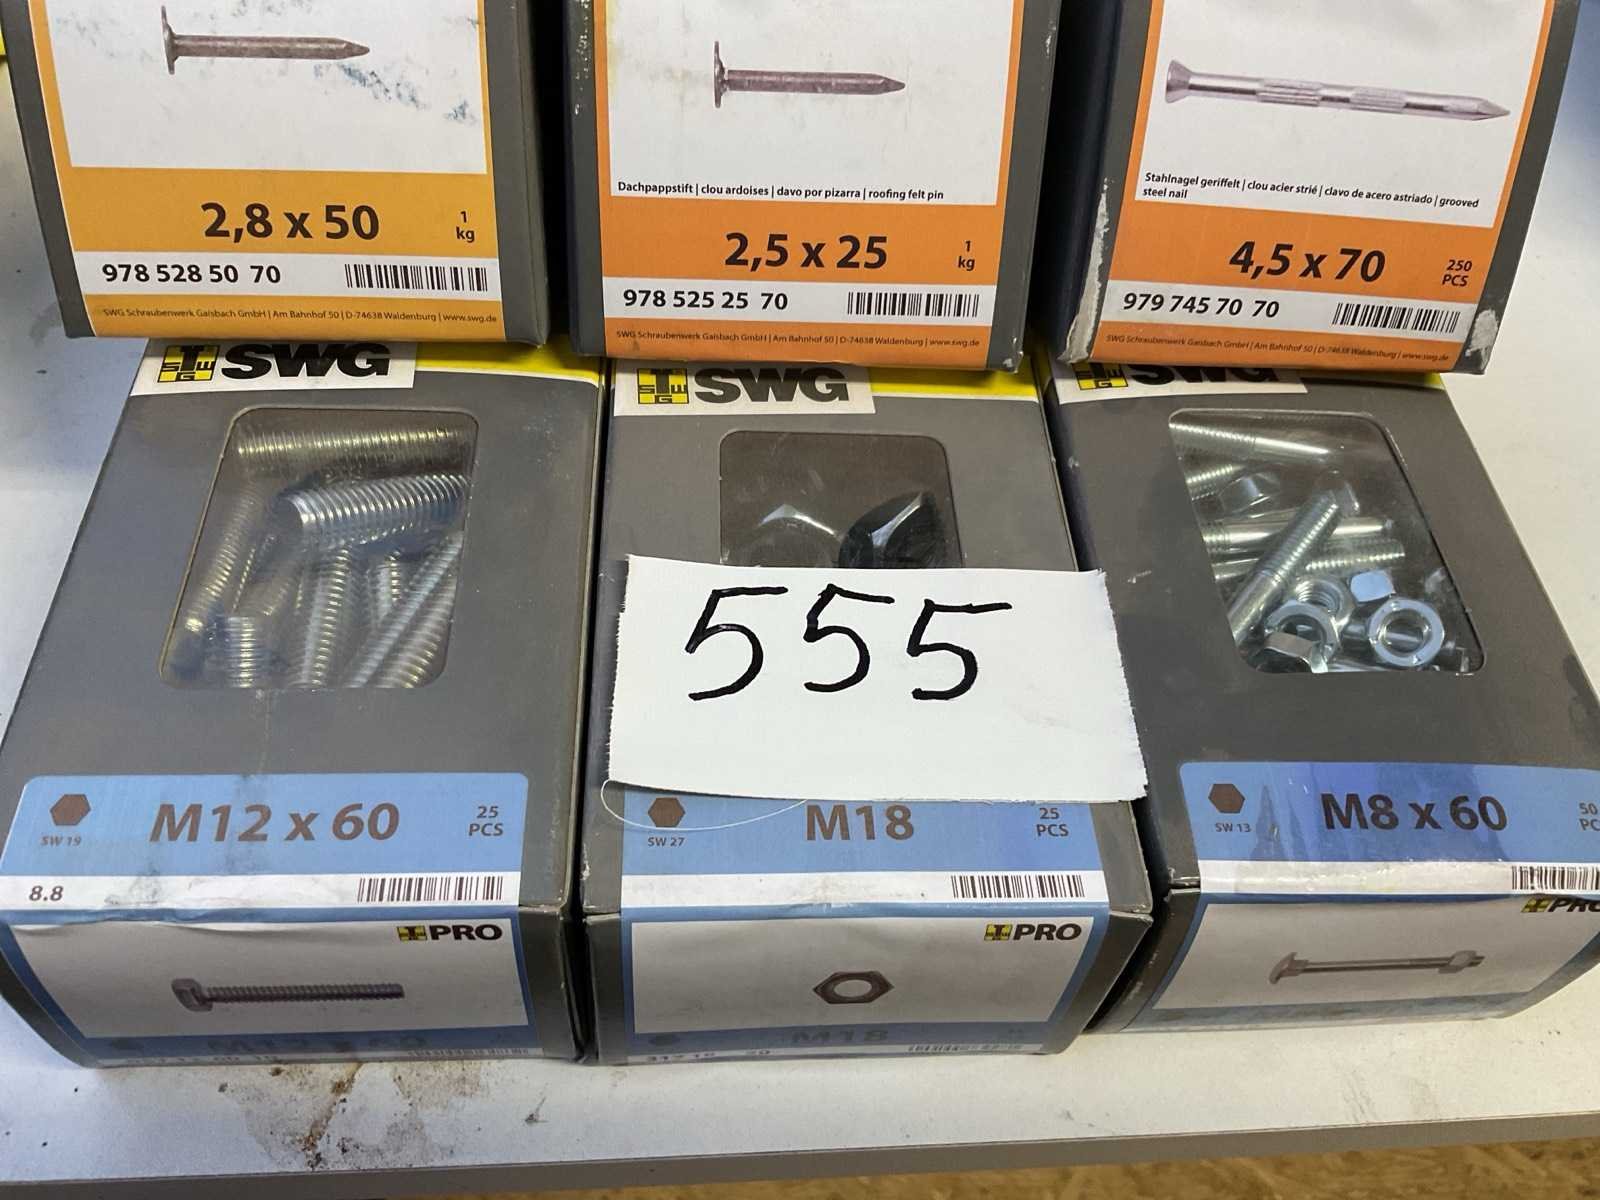 2,8 x 50
1
kg
978 528 50 70
SWG Schraubenwerk Gaisbach GmbH | Am Bahnhof 50 | D-74638 Waldenburg | www.swg.de
Dachpappstift | clou ardoises | davo por pizarra | roofing felt pin
2,5 x 25
1
kg
978 525 25 70
SWG Schraubenwerk Gaisbach GmbH | Am Bahnhof 50 | D-74638 Waldenburg | www.swg.de
Stahlnagel geriffelt | clou acier strié | clavo de acero astriado | grooved
steel nail
4,5 x 70
250
PCS
979 745 70 70
SWG Schraubenwerk Gaisbach GmbH | Am Bahnhof 50 | D-74638 Waldenburg | www.swg.de
SWG
SWG
SWG
555
SW 19
M12 x 60
25
PCS
8.8
PRO
M12 x 60
SW 27
M18
25
PCS
PRO
M18
SW 13
M8 x 60
50
PC
PRO